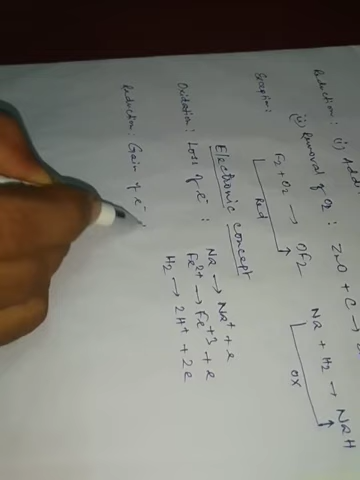 Reduction : (i) Addi
(ii) Removal of O2 : ZnO + C →
Exception :
F2 + O2 → OF2
Red
Na + H2 → NaH
OX
Electronic concept
Oxidation : Loss of e- : Na → Na+ + e
Fe2+ → Fe+3 + e
H2 → 2H+ + 2e
Reduction : Gain of e- :